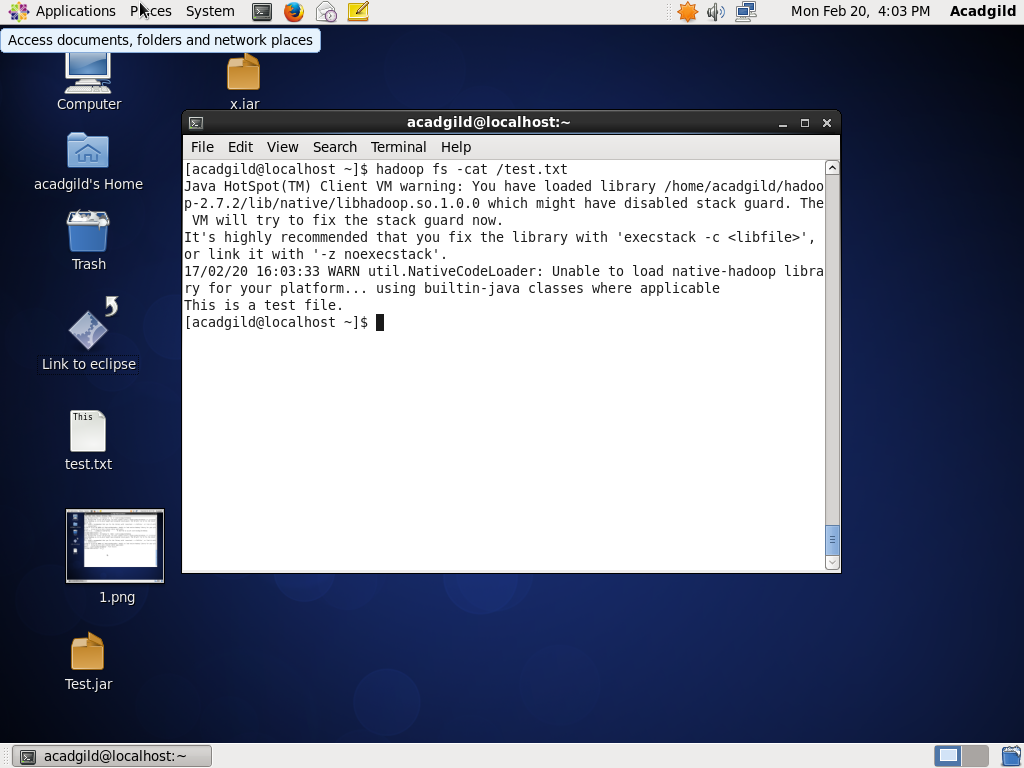 Applications Places System
Mon Feb 20, 4:03 PM Acadgild
Access documents, folders and network places
Computer
x.jar
acadgild's Home
Trash
Link to eclipse
This
test.txt
1.png
Test.jar
acadgild@localhost:~
File Edit View Search Terminal Help
[acadgild@localhost ~]$ hadoop fs -cat /test.txt
Java HotSpot(TM) Client VM warning: You have loaded library /home/acadgild/hadoo
p-2.7.2/lib/native/libhadoop.so.1.0.0 which might have disabled stack guard. The
 VM will try to fix the stack guard now.
It's highly recommended that you fix the library with 'execstack -c <libfile>',
or link it with '-z noexecstack'.
17/02/20 16:03:33 WARN util.NativeCodeLoader: Unable to load native-hadoop libra
ry for your platform... using builtin-java classes where applicable
This is a test file.
[acadgild@localhost ~]$
acadgild@localhost:~